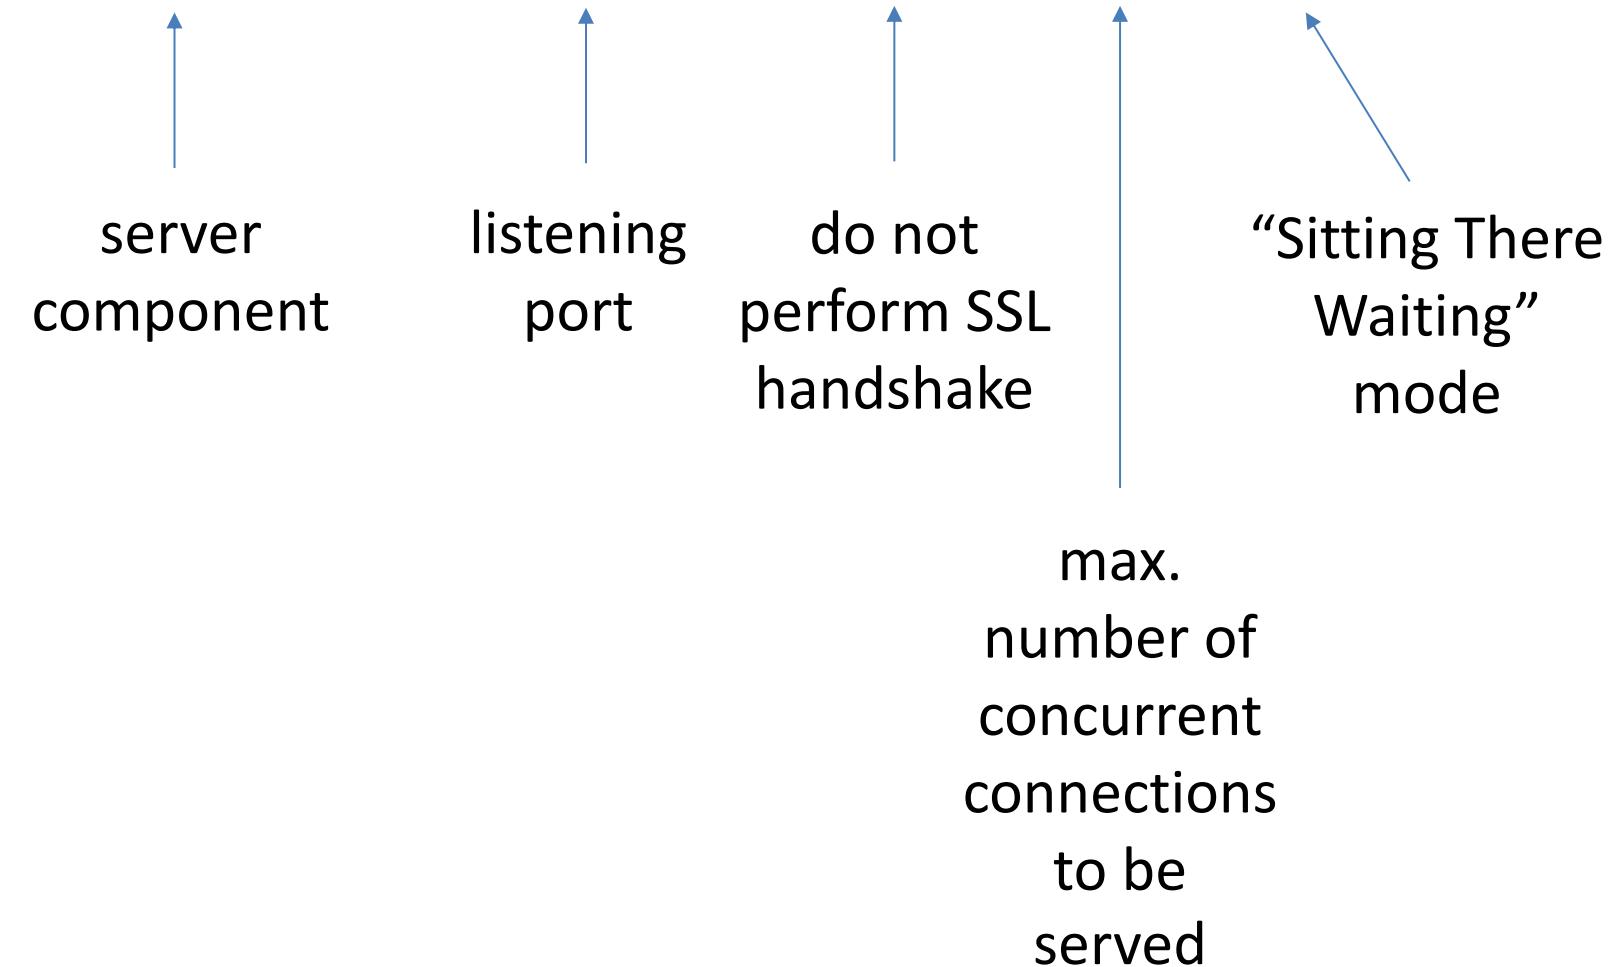 server
component
listening
port
do not
perform SSL
handshake
“Sitting There
Waiting”
mode
max.
number of
concurrent
connections
to be
served